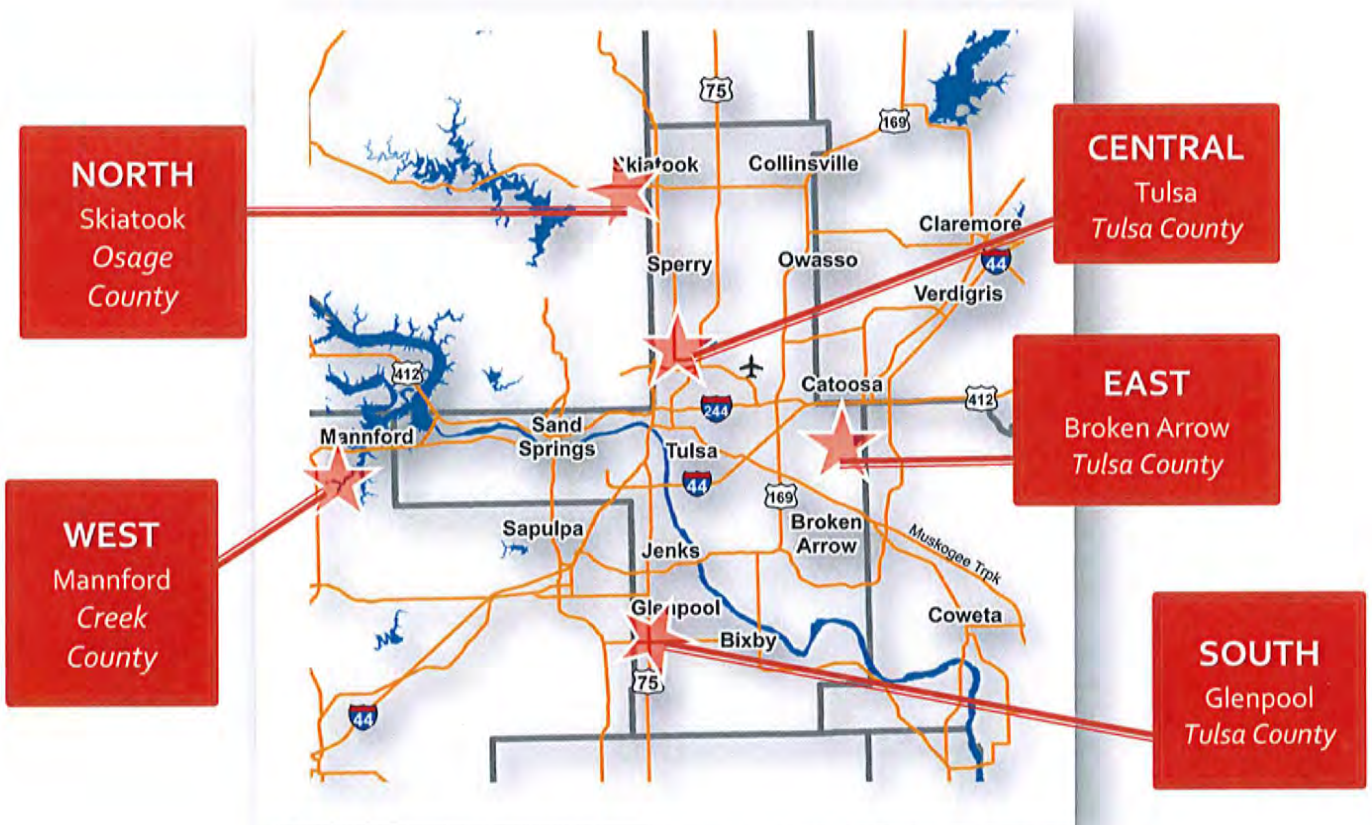 NORTH
Skiatook
Osage
County
WEST
Mannford
Creek
County
CENTRAL
Tulsa
Tulsa County
EAST
Broken Arrow
Tulsa County
SOUTH
Glenpool
Tulsa County
75
169
Skiatook
Collinsville
Claremore
Sperry
Owasso
44
Verdigris
412
Catoosa
412
244
Mannford
Sand
Springs
Tulsa
44
169
Sapulpa
Broken
Arrow
Jenks
Muskogee Trpk
Glenpool
Coweta
Bixby
75
44